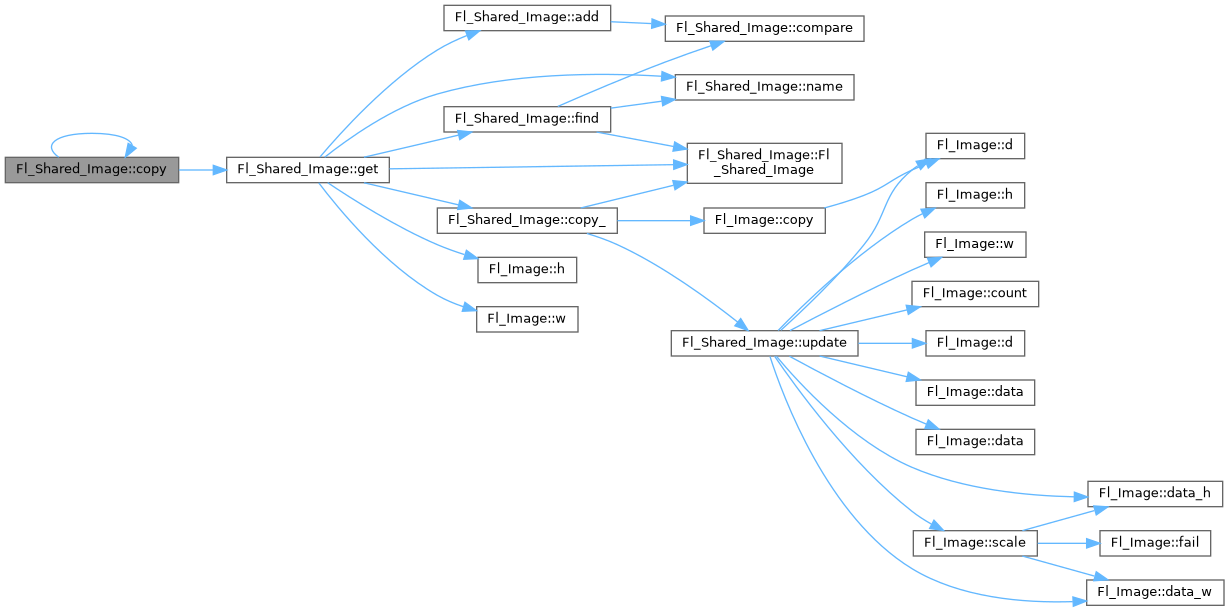 Fl_Shared_Image::copy
Fl_Shared_Image::get
Fl_Shared_Image::add
Fl_Shared_Image::compare
Fl_Shared_Image::name
Fl_Shared_Image::find
Fl_Shared_Image::Fl
_Shared_Image
Fl_Shared_Image::copy_
Fl_Image::copy
Fl_Image::h
Fl_Image::w
Fl_Shared_Image::update
Fl_Image::d
Fl_Image::h
Fl_Image::w
Fl_Image::count
Fl_Image::d
Fl_Image::data
Fl_Image::data
Fl_Image::data_h
Fl_Image::scale
Fl_Image::fail
Fl_Image::data_w